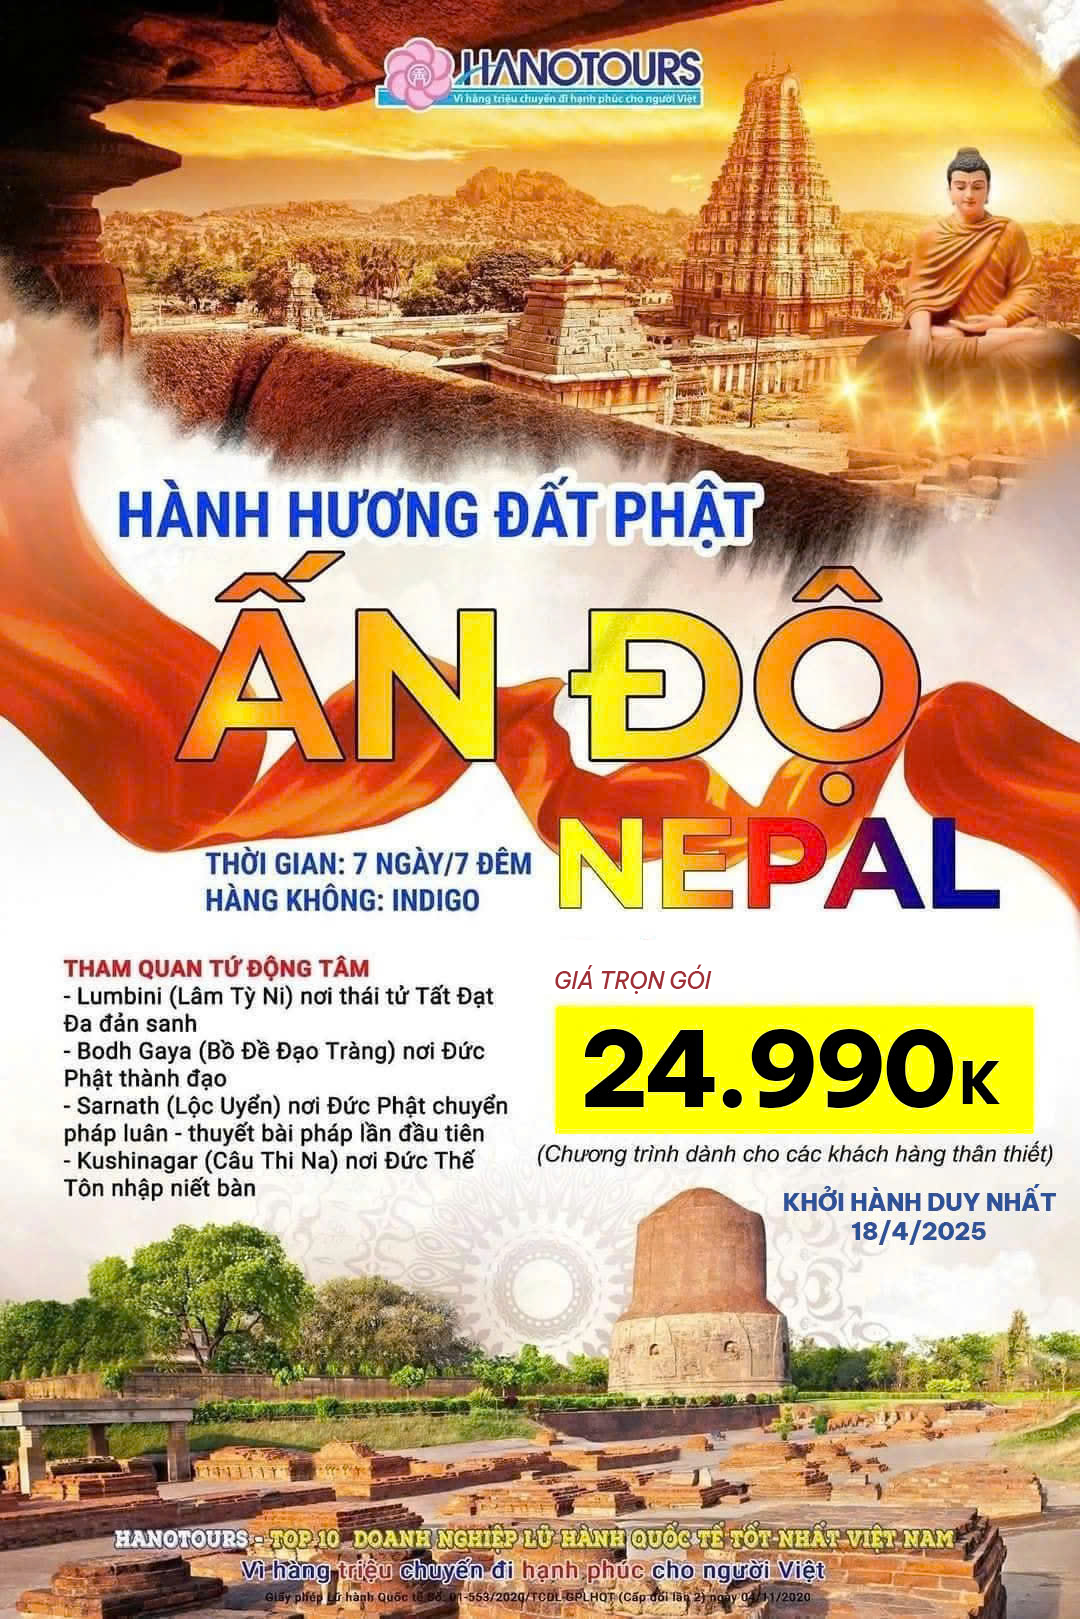 HANOTOURS
Vì hàng triệu chuyến đi hạnh phúc cho người Việt
HÀNH HƯƠNG ĐẤT PHẬT
ẤN ĐỘ
NEPAL
THỜI GIAN: 7 NGÀY/7 ĐÊM
HÀNG KHÔNG: INDIGO
THAM QUAN TỨ ĐỘNG TÂM
- Lumbini (Lâm Tỳ Ni) nơi thái tử Tất Đạt
Đa đản sanh
- Bodh Gaya (Bồ Đề Đạo Tràng) nơi Đức
Phật thành đạo
- Sarnath (Lộc Uyển) nơi Đức Phật chuyển
pháp luân - thuyết bài pháp lần đầu tiên
- Kushinagar (Câu Thi Na) nơi Đức Thế
Tôn nhập niết bàn
GIÁ TRỌN GÓI
24.990K
(Chương trình dành cho các khách hàng thân thiết)
KHỞI HÀNH DUY NHẤT
18/4/2025
HANOTOURS - TOP 10 DOANH NGHIỆP LỮ HÀNH QUỐC TẾ TỐT NHẤT VIỆT NAM
Vì hàng triệu chuyến đi hạnh phúc cho người Việt
Giấy phép Lữ hành Quốc tế Số: 01-553/2020/TCDL-GPLHQT (Cấp đổi lần 2) ngày 04/11/2020